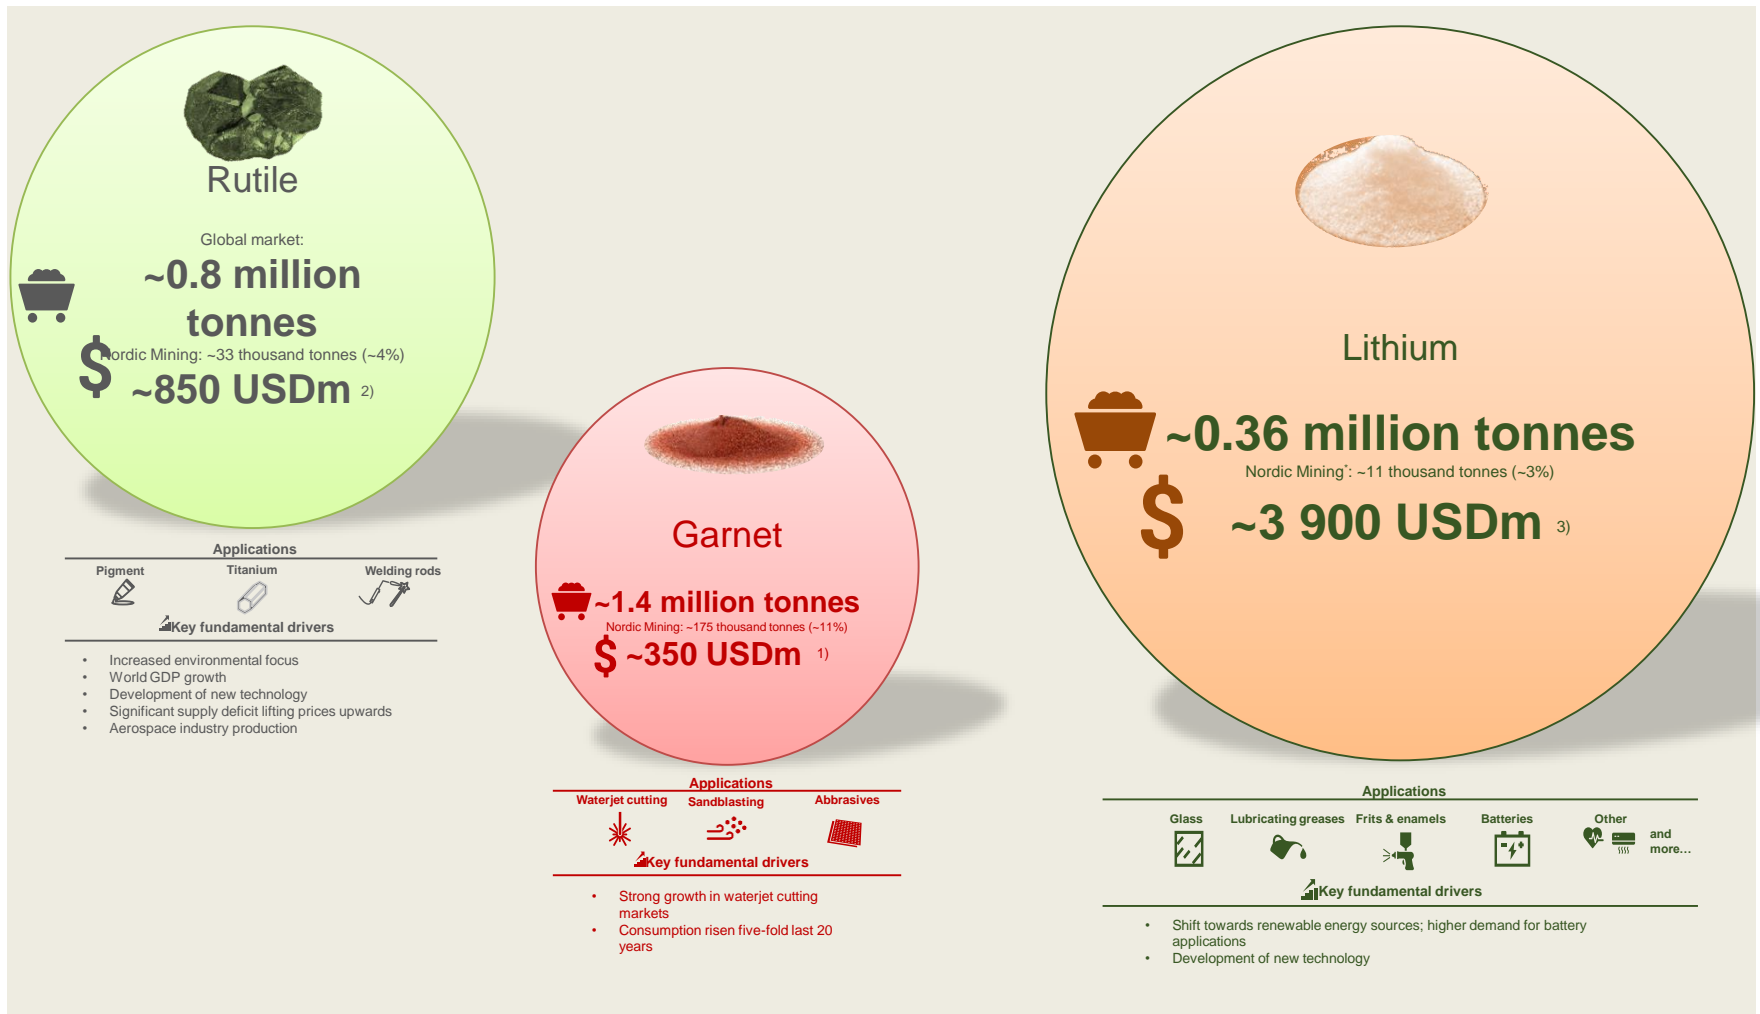 Rutile
Global market:
~0.8 million
tonnes
Nordic Mining: ~33 thousand tonnes (~4%)
~850 USDm 2)
Applications
Pigment Titanium Welding rods
Key fundamental drivers
• Increased environmental focus
• World GDP growth
• Development of new technology
• Significant supply deficit lifting prices upwards
• Aerospace industry production
Garnet
~1.4 million tonnes
Nordic Mining: ~175 thousand tonnes (~11%)
~350 USDm 1)
Applications
Waterjet cutting Sandblasting Abbrasives
Key fundamental drivers
• Strong growth in waterjet cutting
markets
• Consumption risen five-fold last 20
years
Lithium
~0.36 million tonnes
Nordic Mining*: ~11 thousand tonnes (~3%)
~3 900 USDm 3)
Applications
Glass Lubricating greases Frits & enamels Batteries Other
and
more...
Key fundamental drivers
• Shift towards renewable energy sources; higher demand for battery
applications
• Development of new technology